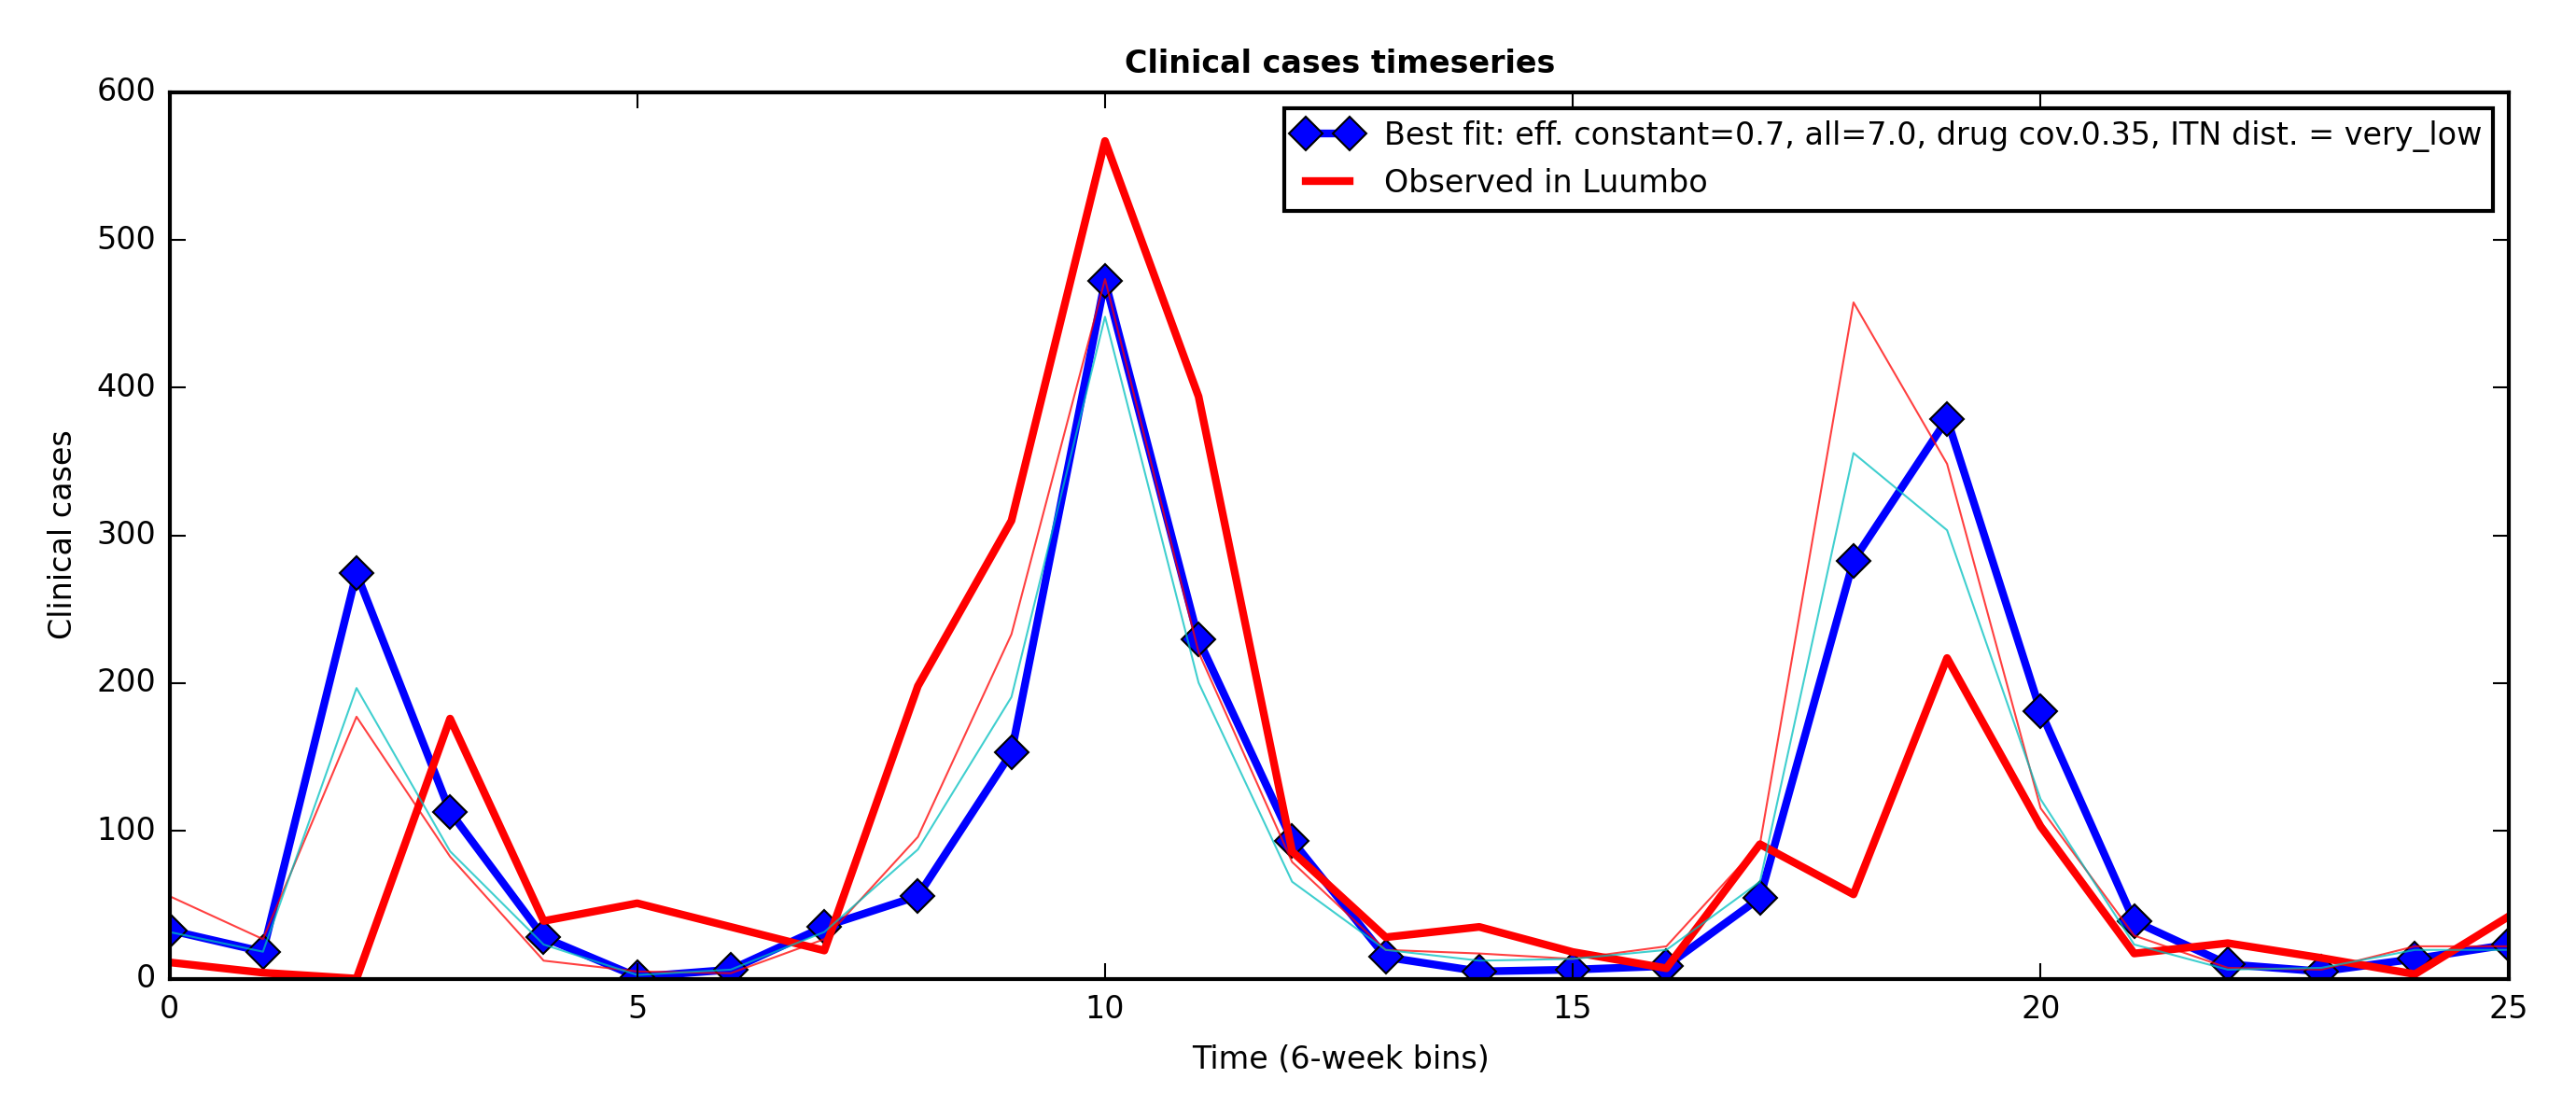 Clinical cases timeseries
600
500
400
300
200
100
0
Clinical cases
Best fit: eff. constant=0.7, all=7.0, drug cov.0.35, ITN dist. = very_low
Observed in Luumbo
0 5 10 15 20 25
Time (6-week bins)